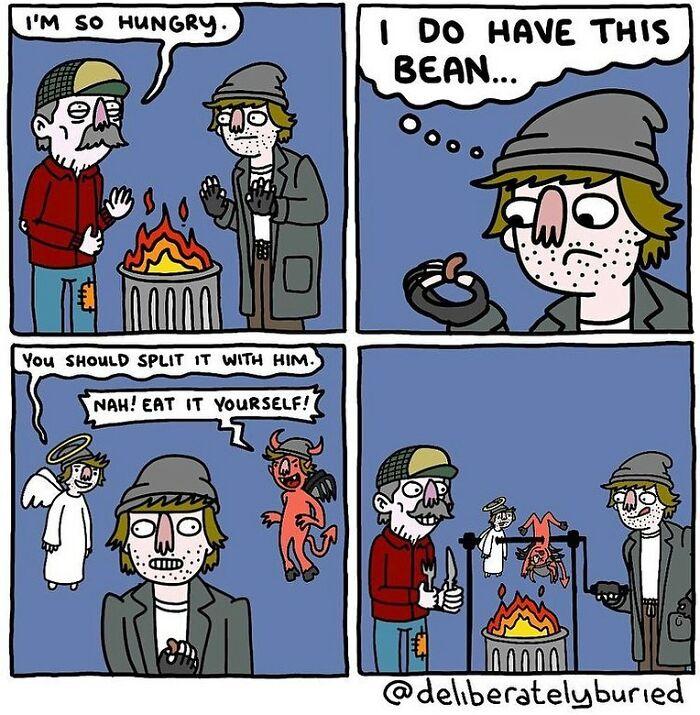 I'M SO HUNGRY.
I DO HAVE THIS
BEAN...
YOU SHOULD SPLIT IT WITH HIM.
NAH! EAT IT YOURSELF!
@deliberatelyburied